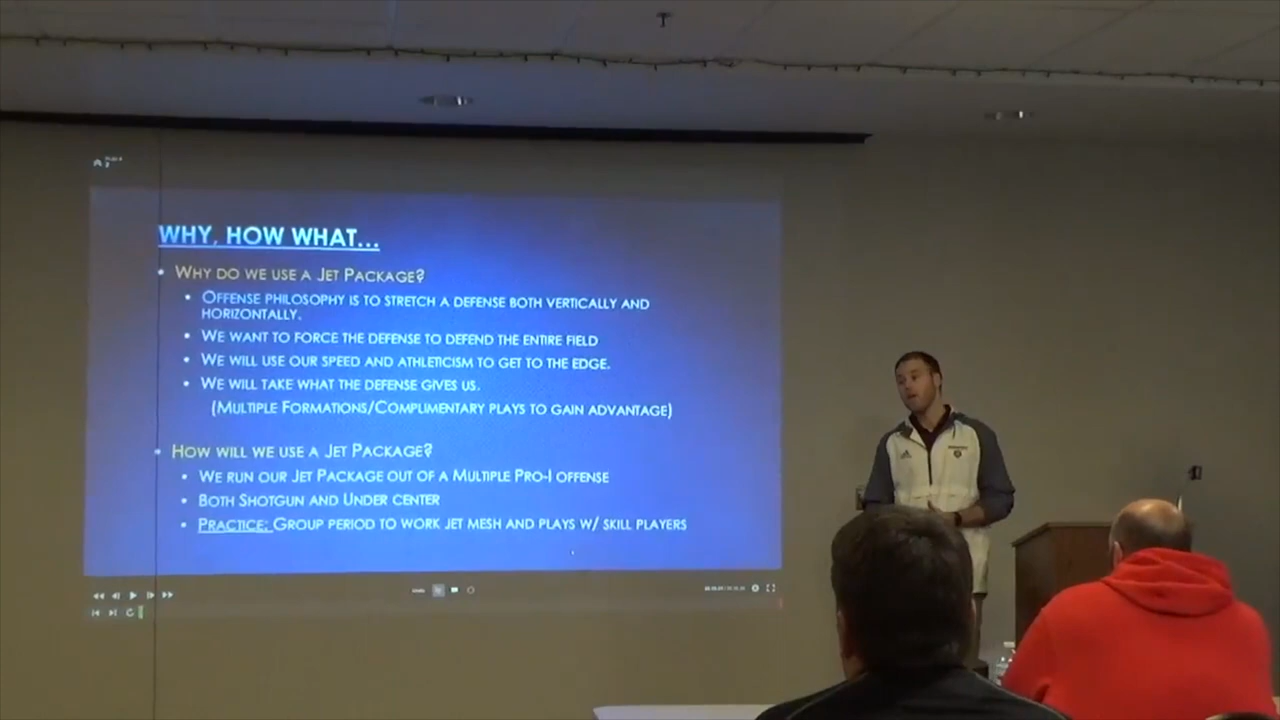 WHY, HOW WHAT...
• WHY DO WE USE A JET PACKAGE?
• OFFENSE PHILOSOPHY IS TO STRETCH A DEFENSE BOTH VERTICALLY AND
HORIZONTALLY.
• WE WANT TO FORCE THE DEFENSE TO DEFEND THE ENTIRE FIELD
• WE WILL USE OUR SPEED AND ATHLETICISM TO GET TO THE EDGE.
• WE WILL TAKE WHAT THE DEFENSE GIVES US.
(MULTIPLE FORMATIONS/COMPLIMENTARY PLAYS TO GAIN ADVANTAGE)
• HOW WILL WE USE A JET PACKAGE?
• WE RUN OUR JET PACKAGE OUT OF A MULTIPLE PRO-I OFFENSE
• BOTH SHOTGUN AND UNDER CENTER
• PRACTICE: GROUP PERIOD TO WORK JET MESH AND PLAYS W/ SKILL PLAYERS